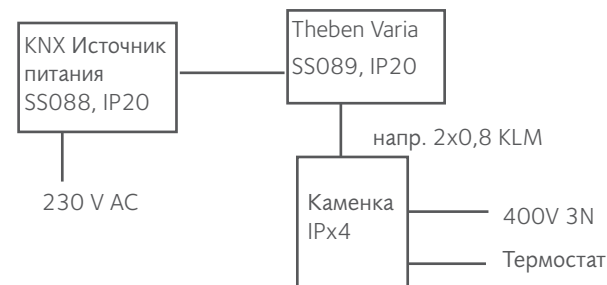 KNX Источник
питания
SS088, IP20
230 V AC
Theben Varia
SS089, IP20
напр. 2x0,8 KLM
Каменка
IPx4
400V 3N
Термостат